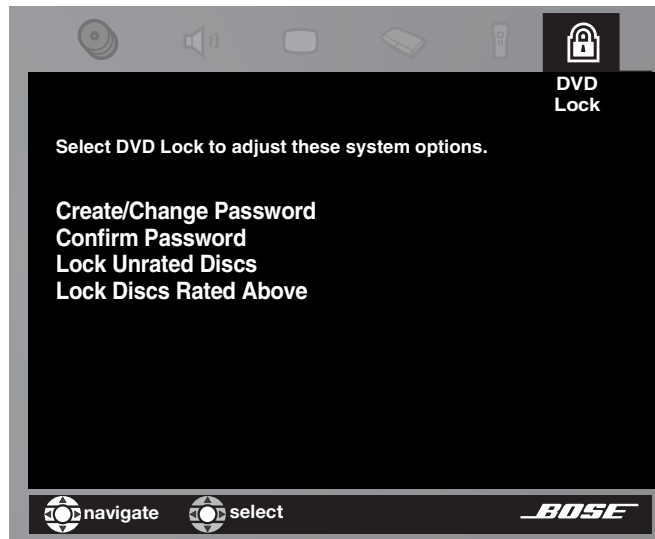 DVD
Lock
Select DVD Lock to adjust these system options.
Create/Change Password
Confirm Password
Lock Unrated Discs
Lock Discs Rated Above
navigate select BOSE